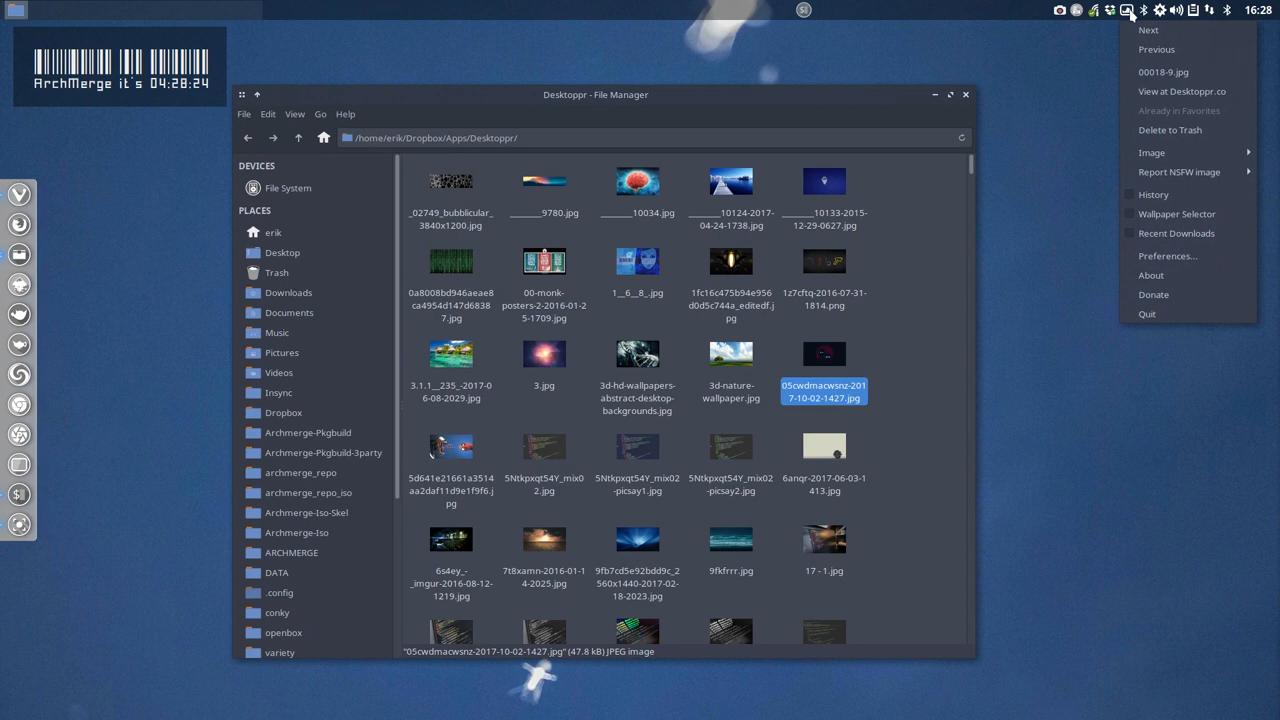 16:28
ArchMerge it's 04:28:24
Next
Previous
00018-9.jpg
View at Desktoppr.co
Already in Favorites
Delete to Trash
Image
Report NSFW image
History
Wallpaper Selector
Recent Downloads
Preferences...
About
Donate
Quit
Desktoppr - File Manager
File Edit View Go Help
/home/erik/Dropbox/Apps/Desktoppr/
DEVICES
File System
PLACES
erik
Desktop
Trash
Downloads
Documents
Music
Pictures
Videos
Insync
Dropbox
Archmerge-Pkgbuild
Archmerge-Pkgbuild-3party
archmerge_repo
archmerge_repo_iso
Archmerge-Iso-Skel
Archmerge-Iso
ARCHMERGE
DATA
.config
conky
openbox
variety
_02749_bubblicular_
3840x1200.jpg
_______9780.jpg
_______10034.jpg
_______10124-2017-
04-24-1738.jpg
_______10133-2015-
12-29-0627.jpg
0a8008bd946aeae8
ca4954d147d6838
7.jpg
00-monk-
posters-2-2016-01-2
5-1709.jpg
1__6__8_.jpg
1fc16c475b94e956
d0d5c744a_editedf.j
pg
1z7cftq-2016-07-31-
1814.png
3.1.1__235_-2017-0
6-08-2029.jpg
3.jpg
3d-hd-wallpapers-
abstract-desktop-
backgrounds.jpg
3d-nature-
wallpaper.jpg
05cwdmacwsnz-201
7-10-02-1427.jpg
5d641e21661a3514
aa2daf11d9e1f9f6.j
pg
5Ntkpxqt54Y_mix0
2.jpg
5Ntkpxqt54Y_mix02
-picsay1.jpg
5Ntkpxqt54Y_mix02
-picsay2.jpg
6anqr-2017-06-03-1
413.jpg
6s4ey_-
_imgur-2016-08-12-
1219.jpg
7t8xamn-2016-01-1
4-2025.jpg
9fb7cd5e92bdd9c_2
560x1440-2017-02-
18-2023.jpg
9fkfrrr.jpg
17 - 1.jpg
"05cwdmacwsnz-2017-10-02-1427.jpg" (47.8 kB) JPEG image